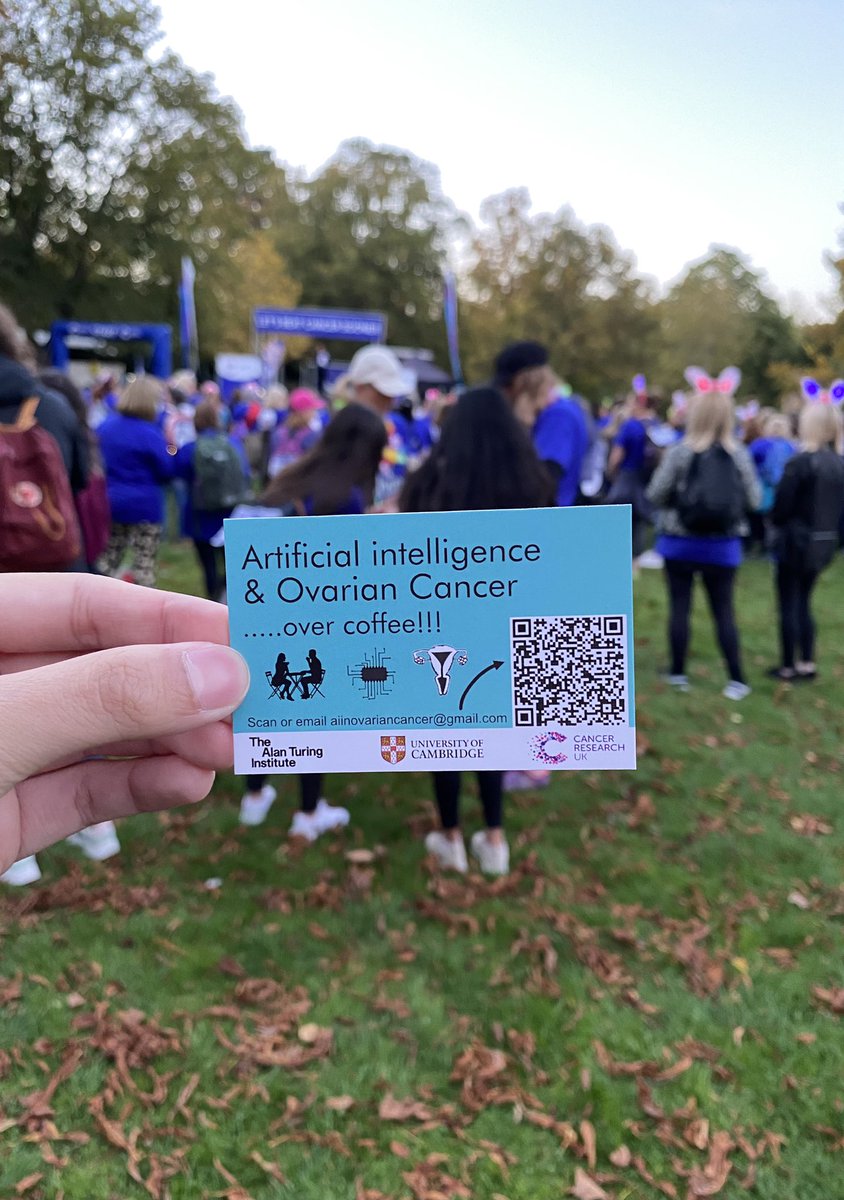 Artificial intelligence
& Ovarian Cancer
.....over coffee!!!
Scan or email aiinovariancancer@gmail.com
The
Alan Turing
Institute
UNIVERSITY OF
CAMBRIDGE
CANCER
RESEARCH
UK